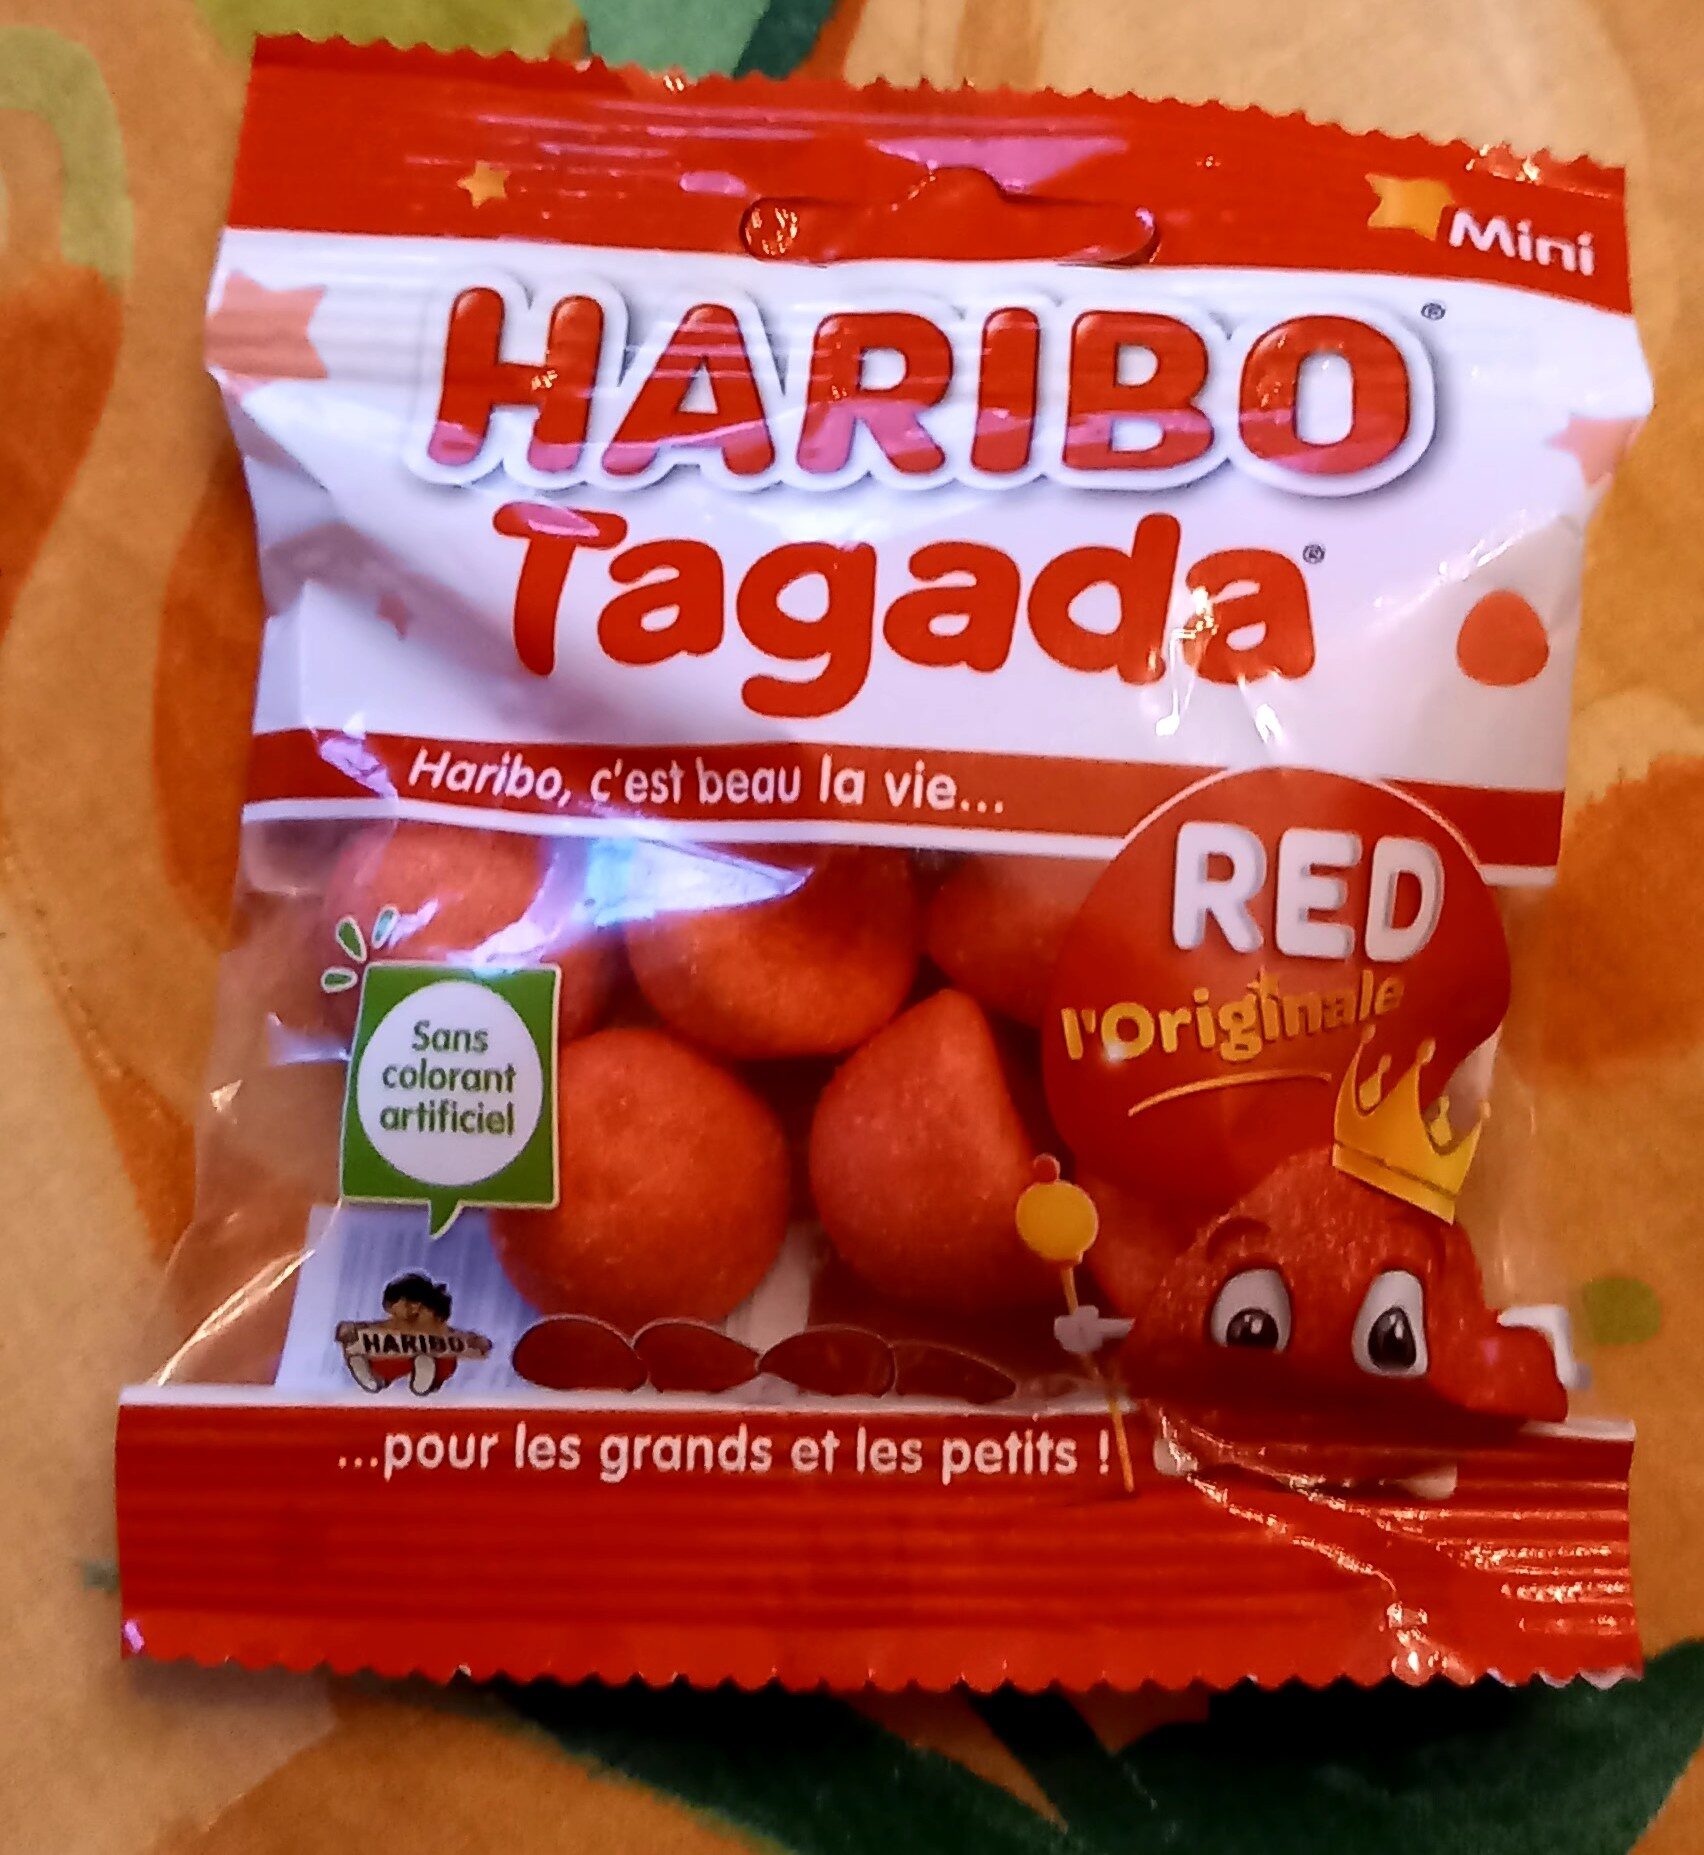 Mini
HARIBO®
Tagada®
Haribo, c'est beau la vie...
RED
l'Originale
Sans
colorant
artificiel
HARIBO
...pour les grands et les petits !